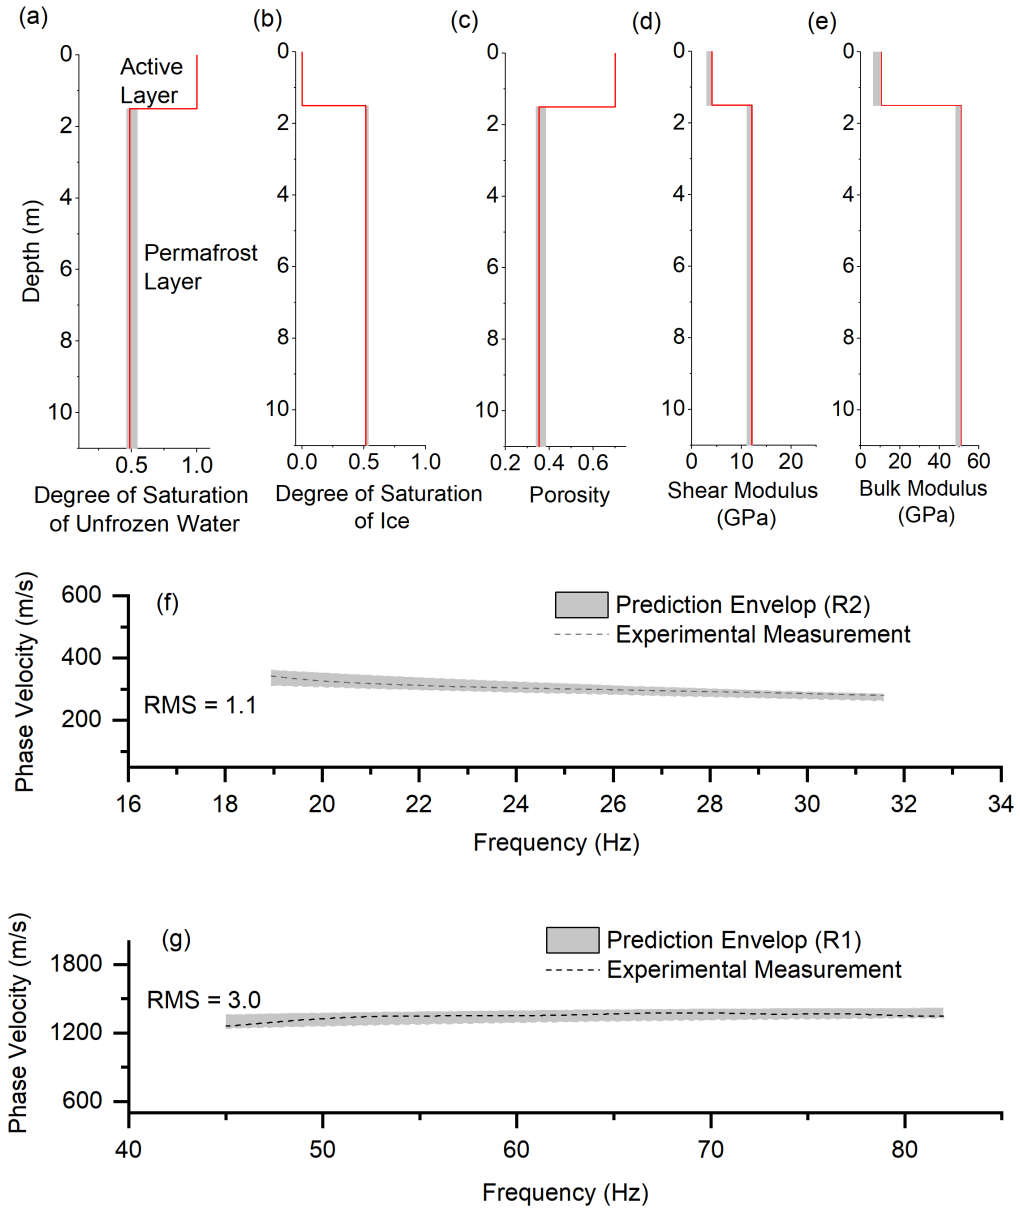 (a)
(b)
(c)
(d)
(e)
0
2
4
6
8
10
Depth (m)
Active
Layer
Permafrost
Layer
0.5 1.0
Degree of Saturation
of Unfrozen Water
0
2
4
6
8
10
0.0 0.5 1.0
Degree of Saturation
of Ice
0
2
4
6
8
10
0.2 0.4 0.6
Porosity
0
2
4
6
8
10
0 10 20
Shear Modulus
(GPa)
0
2
4
6
8
10
0 20 40 60
Bulk Modulus
(GPa)
(f)
Phase Velocity (m/s)
600
400
200
RMS = 1.1
Prediction Envelop (R2)
Experimental Measurement
16 18 20 22 24 26 28 30 32 34
Frequency (Hz)
(g)
Phase Velocity (m/s)
1800
1200
600
RMS = 3.0
Prediction Envelop (R1)
Experimental Measurement
40 50 60 70 80
Frequency (Hz)